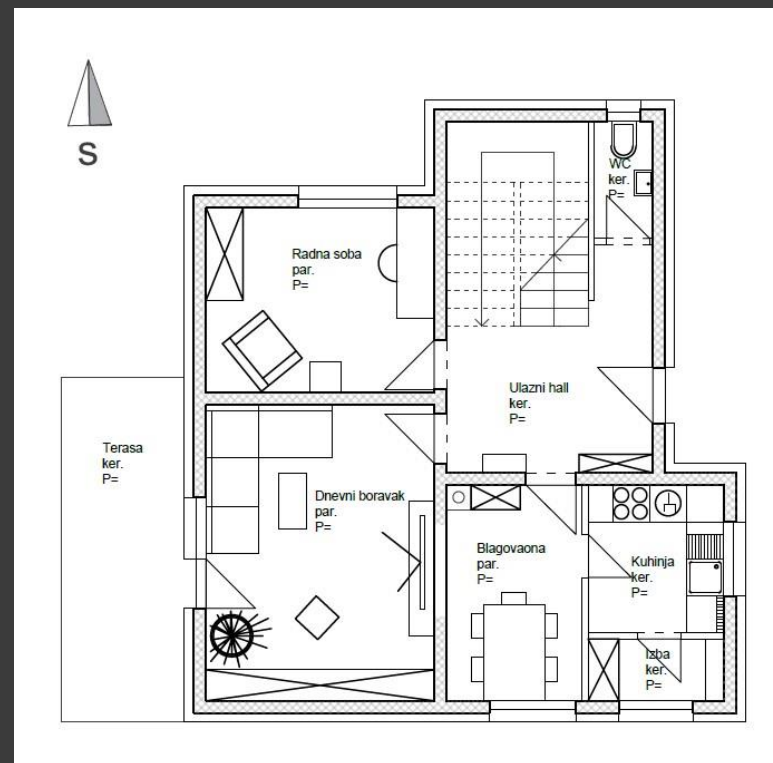 S
WC
ker.
P=
Radna soba
par.
P=
Ulazni hall
ker.
P=
Terasa
ker.
P=
Dnevni boravak
par.
P=
Blagovaona
par.
P=
Kuhinja
ker.
P=
Izba
ker.
P=